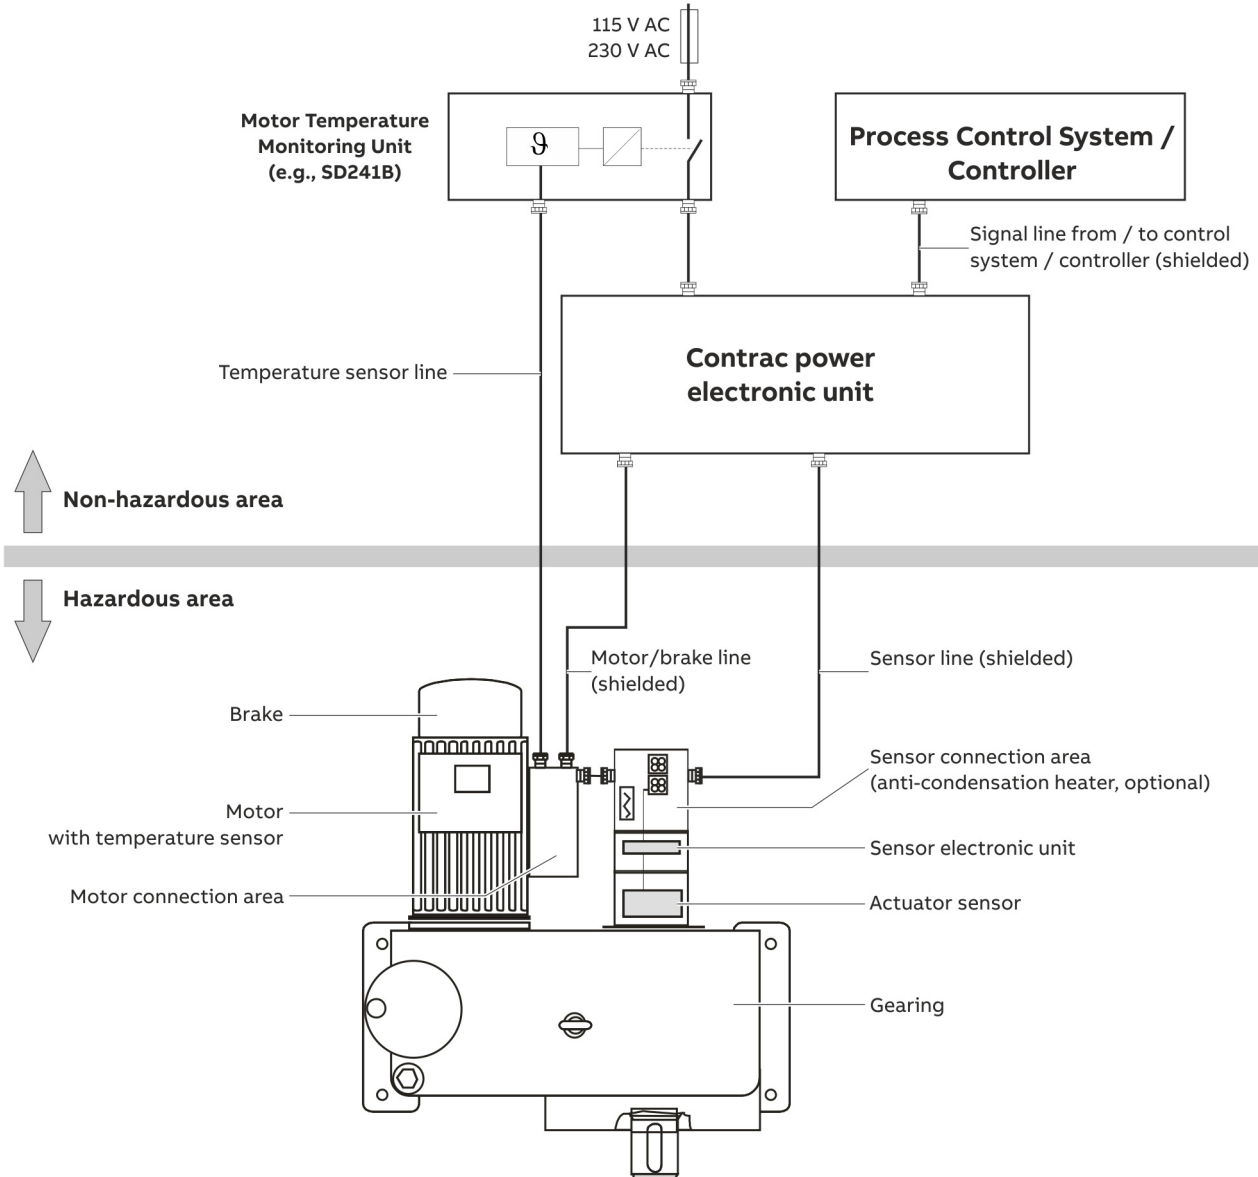 115 V AC
230 V AC
Motor Temperature
Monitoring Unit
(e.g., SD241B)
ϑ
Process Control System /
Controller
Signal line from / to control
system / controller (shielded)
Contrac power
electronic unit
Temperature sensor line
Non-hazardous area
Hazardous area
Motor/brake line
(shielded)
Sensor line (shielded)
Brake
Sensor connection area
(anti-condensation heater, optional)
Motor
with temperature sensor
Sensor electronic unit
Motor connection area
Actuator sensor
Gearing